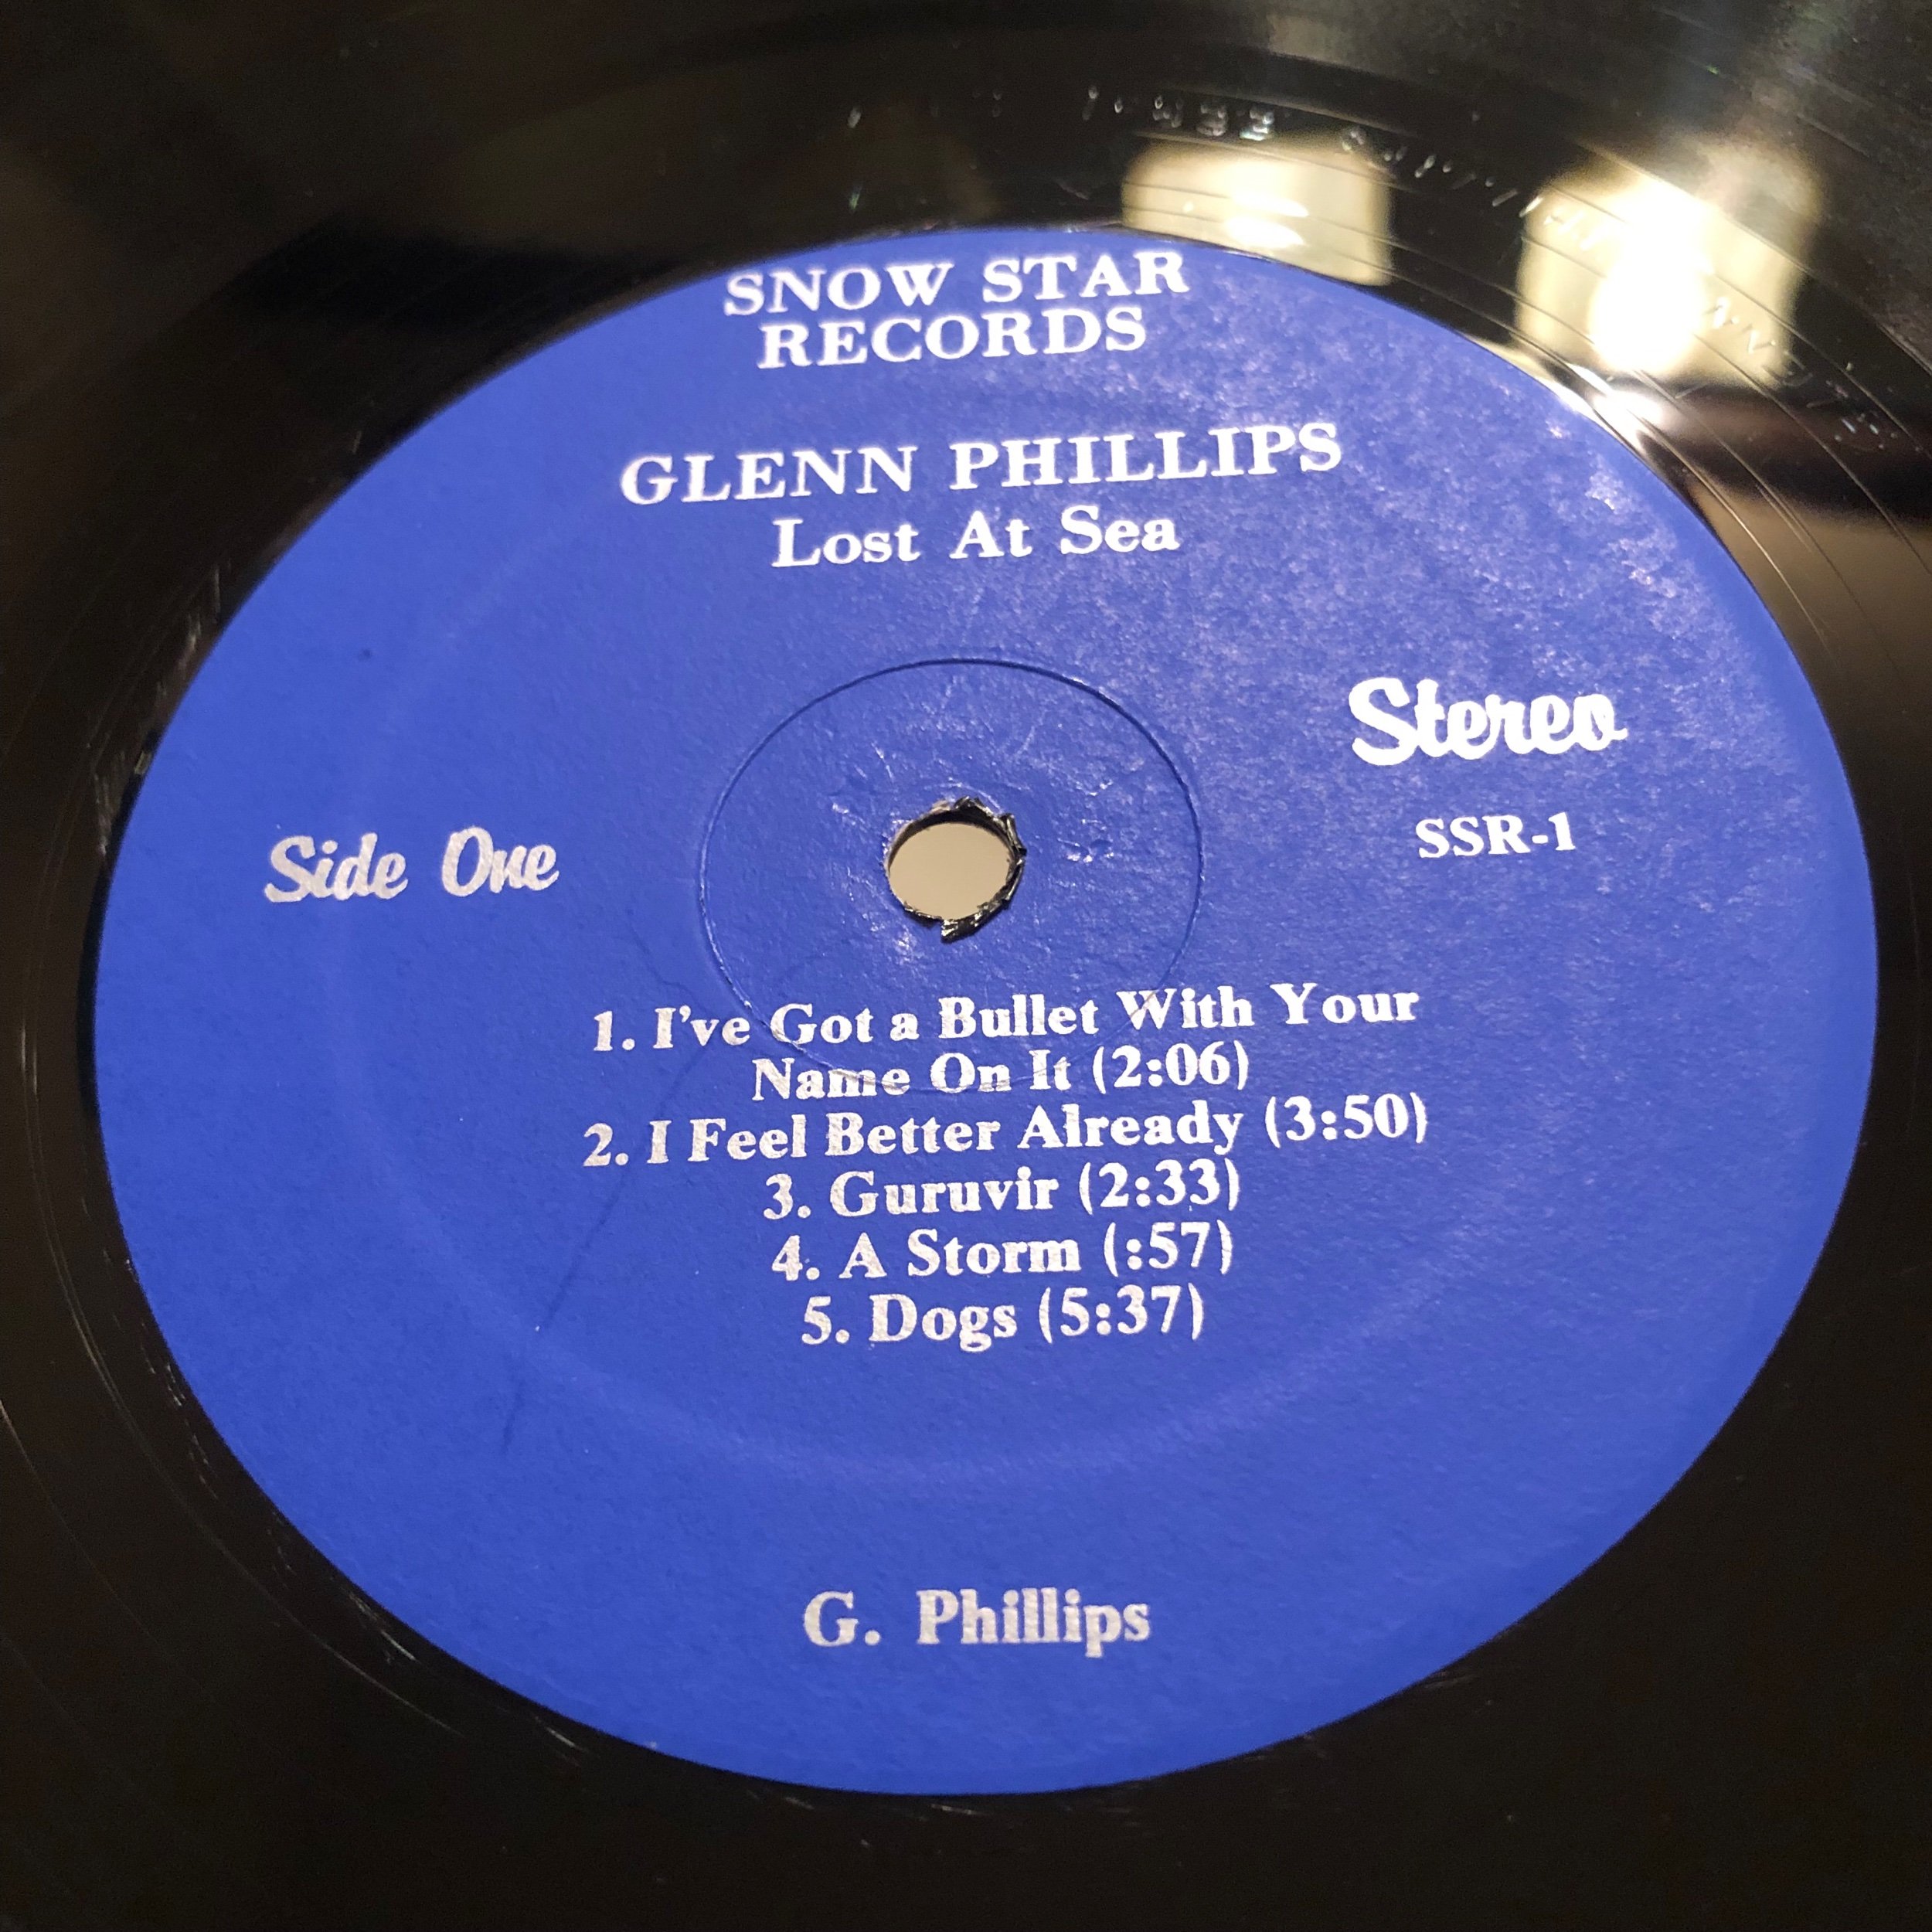 SNOW STAR
RECORDS
GLENN PHILLIPS
Lost At Sea
Stereo
SSR-1
Side One
1. I've Got a Bullet With Your
Name On It (2:06)
2. I Feel Better Already (3:50)
3. Guruvir (2:33)
4. A Storm (:57)
5. Dogs (5:37)
G. Phillips